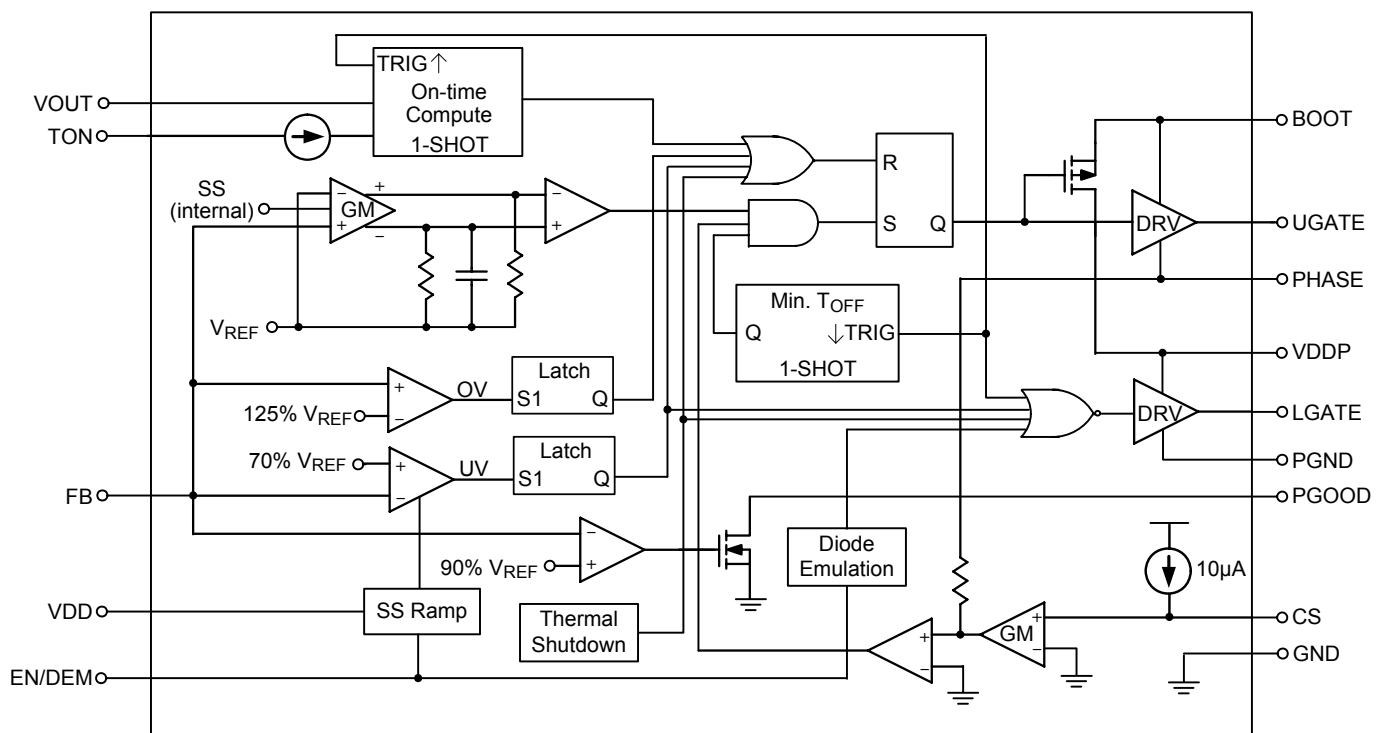 TRIG ↑
On-time
Compute
1-SHOT
VOUT
TON
SS
(internal)
−
GM
+
+
−
−
+
VREF
R
S
Q
BOOT
DRV
UGATE
PHASE
Min. TOFF
Q
↓TRIG
1-SHOT
VDDP
DRV
LGATE
PGND
PGOOD
+
−
OV
125% VREF
Latch
S1
Q
70% VREF
+
−
UV
Latch
S1
Q
FB
−
+
90% VREF
Diode
Emulation
10µA
VDD
SS Ramp
Thermal
Shutdown
+
−
GM
+
−
CS
GND
EN/DEM